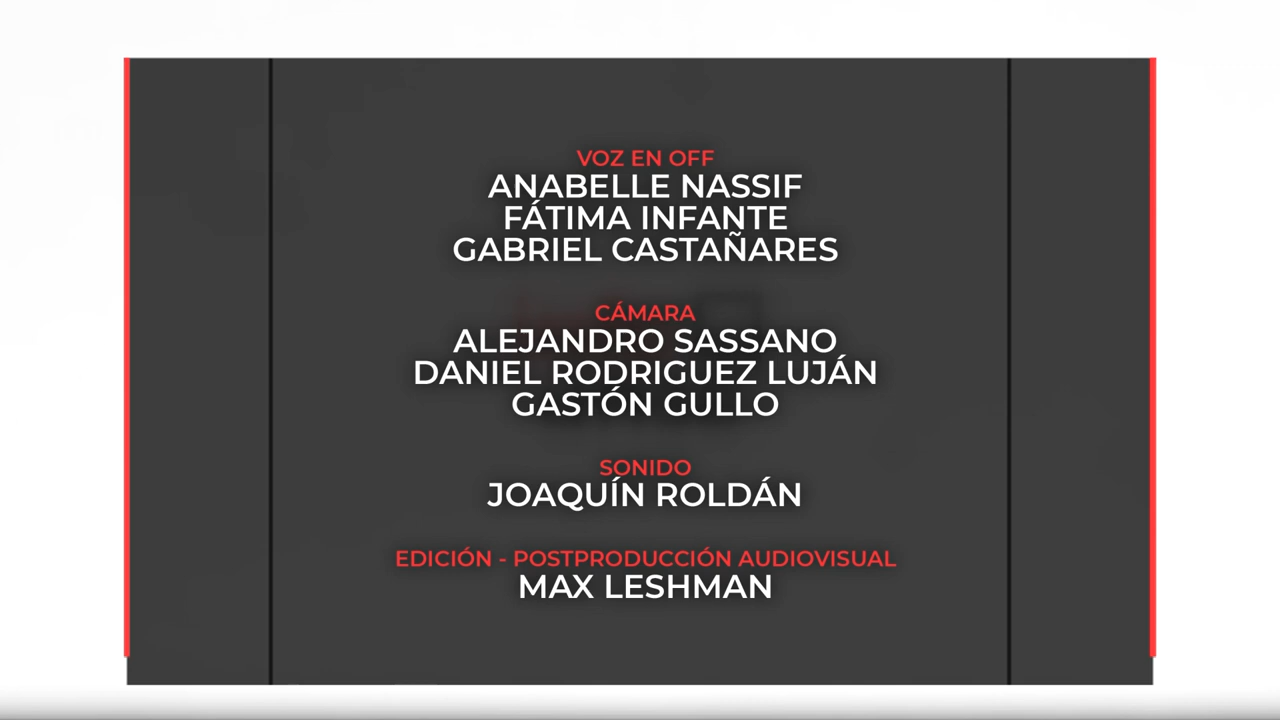 VOZ EN OFF
ANABELLE NASSIF
FÁTIMA INFANTE
GABRIEL CASTAÑARES
CÁMARA
ALEJANDRO SASSANO
DANIEL RODRIGUEZ LUJÁN
GASTÓN GULLO
SONIDO
JOAQUÍN ROLDÁN
EDICIÓN - POSTPRODUCCIÓN AUDIOVISUAL
MAX LESHMAN